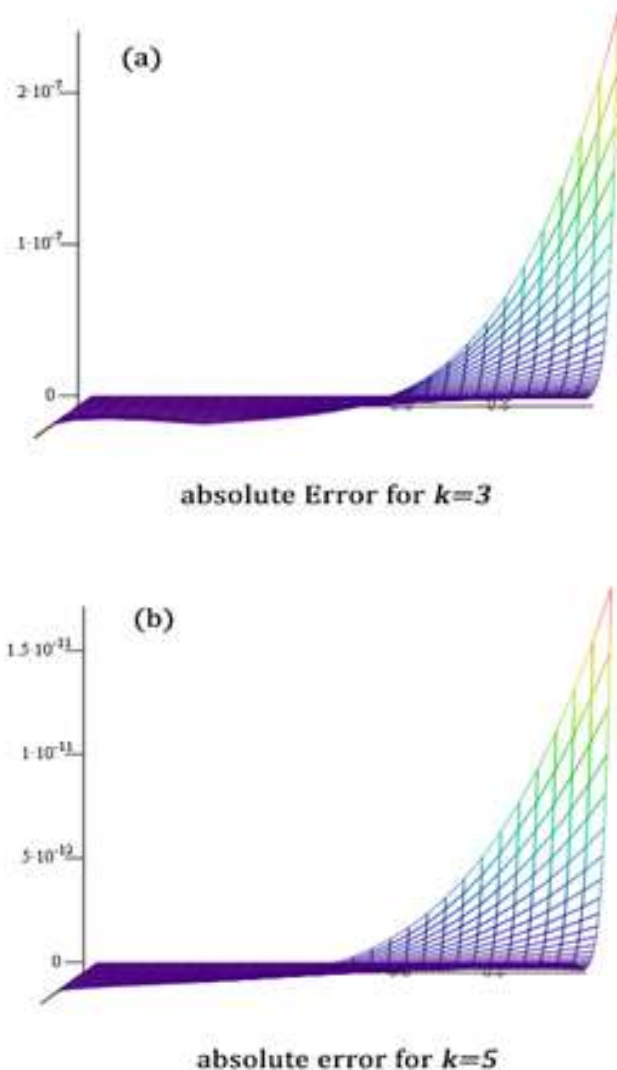 (a)
2·10⁻⁷
1·10⁻⁷
0
absolute Error for k=3
(b)
1.5·10⁻¹¹
1·10⁻¹¹
5·10⁻¹²
0
absolute error for k=5